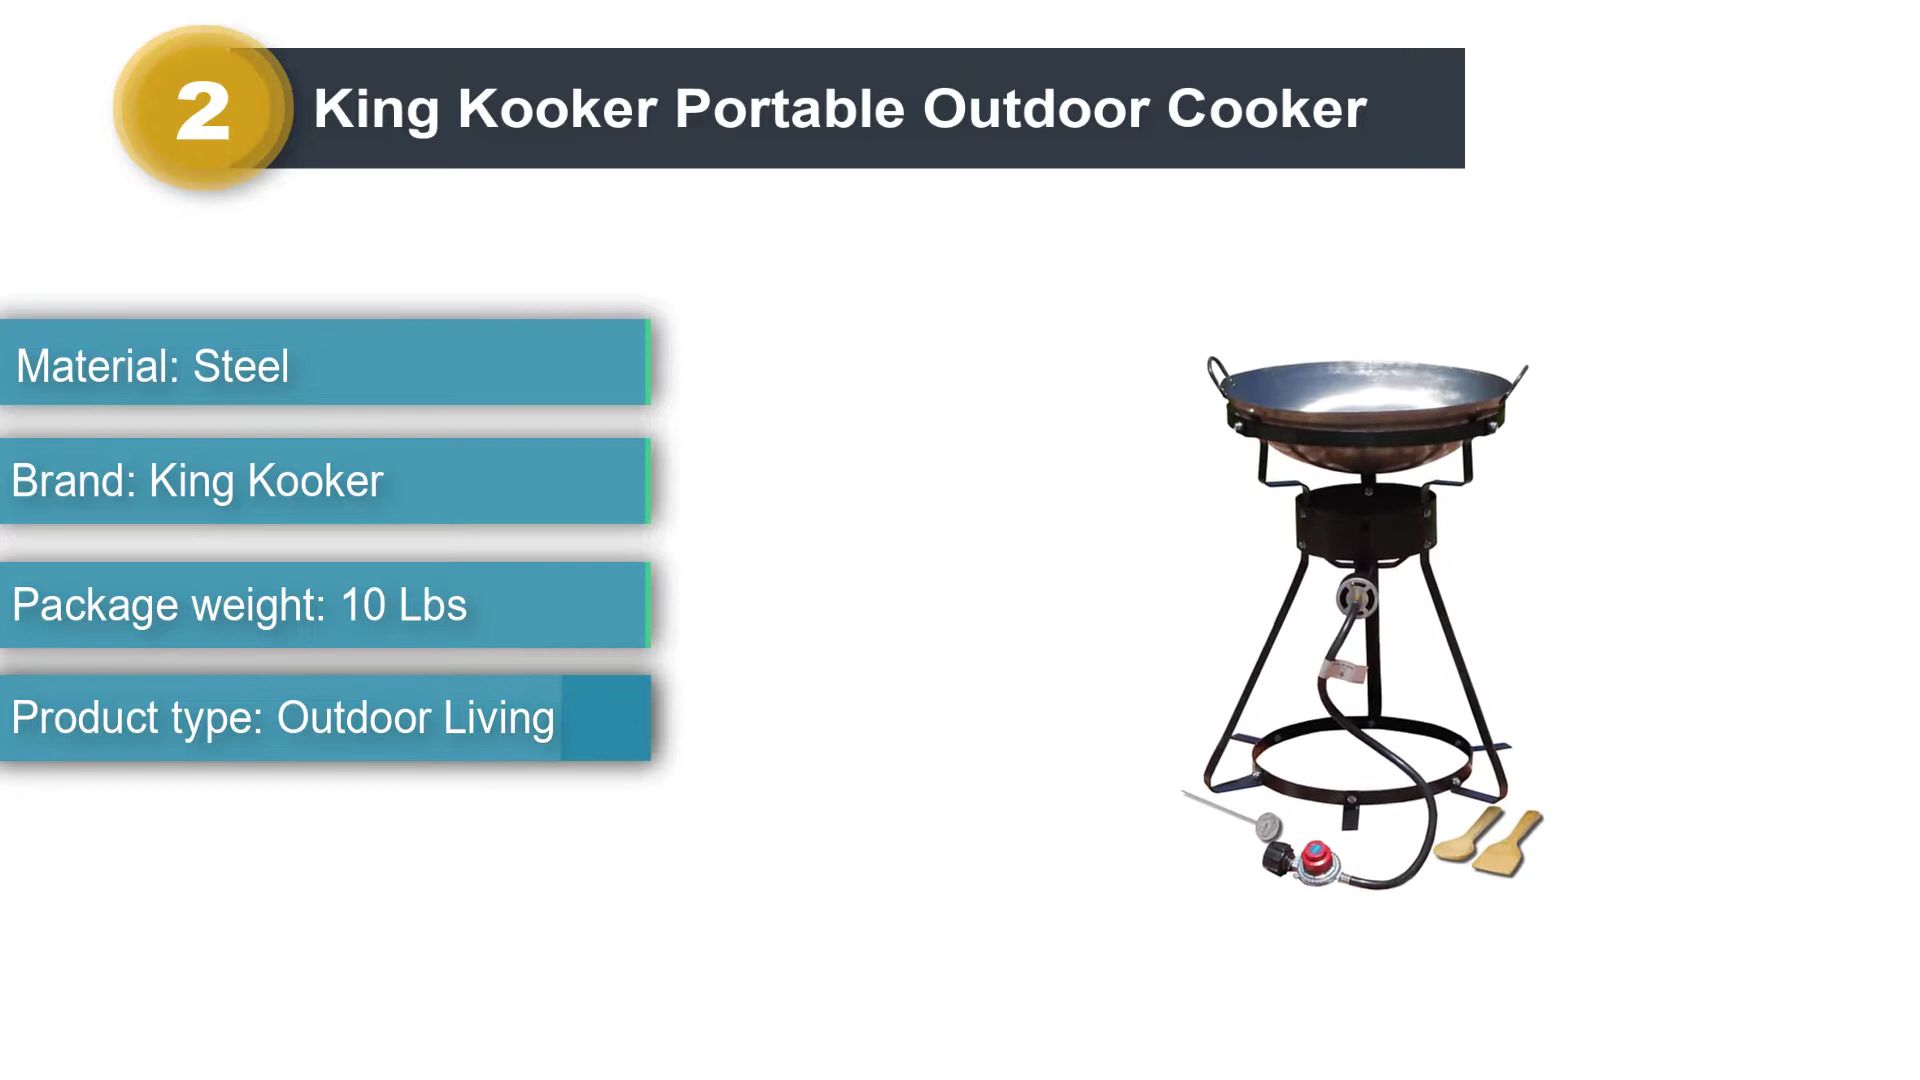 2
King Kooker Portable Outdoor Cooker
Material: Steel
Brand: King Kooker
Package weight: 10 Lbs
Product type: Outdoor Living